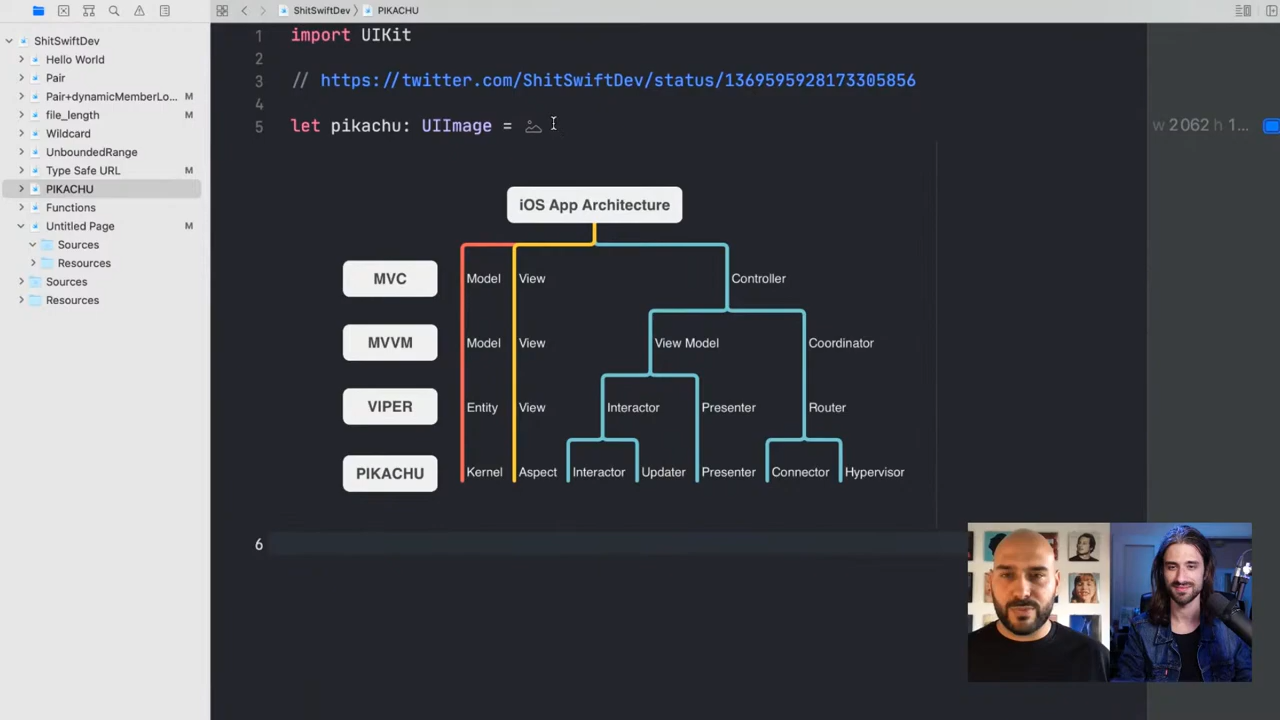 ShitSwiftDev
PIKACHU
ShitSwiftDev
Hello World
Pair
Pair+dynamicMemberLo... M
file_length M
Wildcard
UnboundedRange
Type Safe URL M
PIKACHU
Functions
Untitled Page
Sources
Resources
Sources
Resources
1 import UIKit
2
3 // https://twitter.com/ShitSwiftDev/status/1369595928173305856
4
5 let pikachu: UIImage =
w 2 062 h 1...
iOS App Architecture
MVC Model View Controller
MVVM Model View View Model Coordinator
VIPER Entity View Interactor Presenter Router
PIKACHU Kernel Aspect Interactor Updater Presenter Connector Hypervisor
6